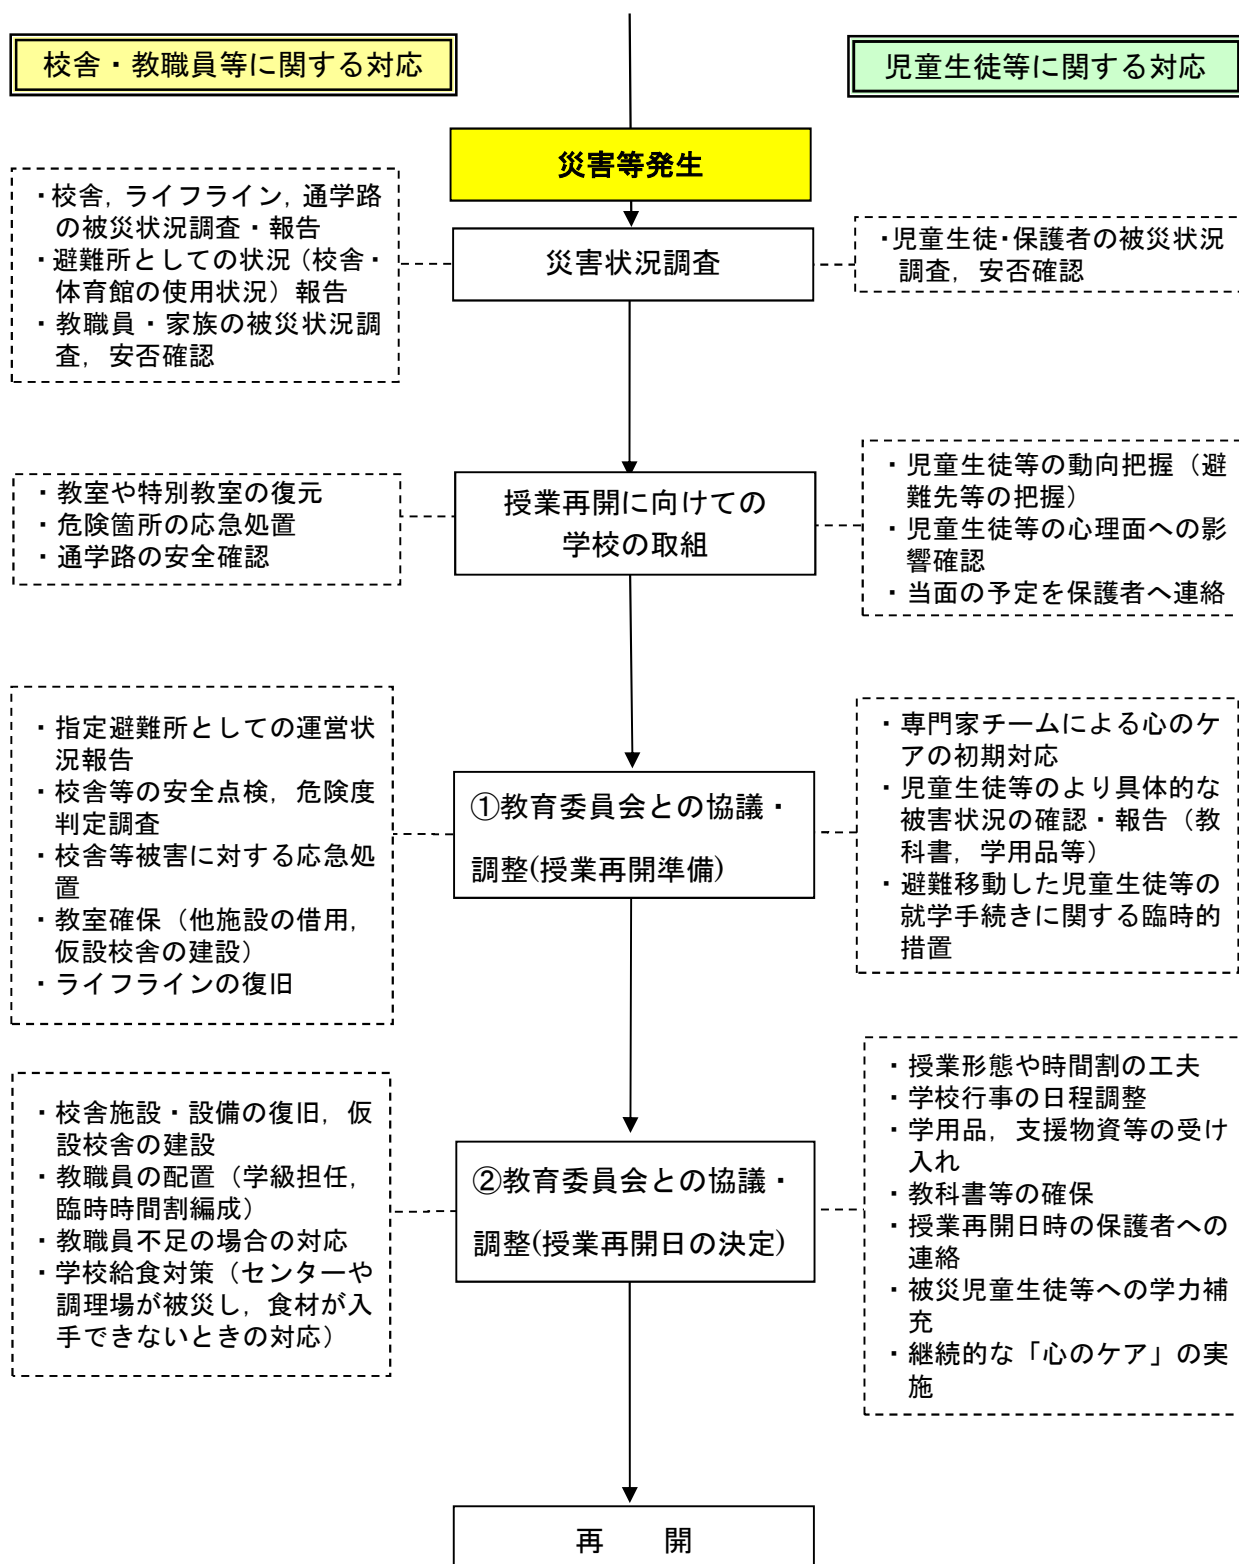 校舎・教職員等に関する対応
児童生徒等に関する対応
災害等発生
・校舎，ライフライン，通学路
の被災状況調査・報告
・避難所としての状況（校舎・
体育館の使用状況）報告
・教職員・家族の被災状況調
査，安否確認
災害状況調査
・児童生徒・保護者の被災状況
調査，安否確認
・教室や特別教室の復元
・危険箇所の応急処置
・通学路の安全確認
授業再開に向けての
学校の取組
・児童生徒等の動向把握（避
難先等の把握）
・児童生徒等の心理面への影
響確認
・当面の予定を保護者へ連絡
・指定避難所としての運営状
況報告
・校舎等の安全点検，危険度
判定調査
・校舎等被害に対する応急処
置
・教室確保（他施設の借用，
仮設校舎の建設）
・ライフラインの復旧
①教育委員会との協議・
調整(授業再開準備)
・専門家チームによる心のケ
アの初期対応
・児童生徒等のより具体的な
被害状況の確認・報告（教
科書，学用品等）
・避難移動した児童生徒等の
就学手続きに関する臨時的
措置
・校舎施設・設備の復旧，仮
設校舎の建設
・教職員の配置（学級担任，
臨時時間割編成）
・教職員不足の場合の対応
・学校給食対策（センターや
調理場が被災し，食材が入
手できないときの対応）
②教育委員会との協議・
調整(授業再開日の決定)
・授業形態や時間割の工夫
・学校行事の日程調整
・学用品，支援物資等の受け
入れ
・教科書等の確保
・授業再開日時の保護者への
連絡
・被災児童生徒等への学力補
充
・継続的な「心のケア」の実
施
再　　開